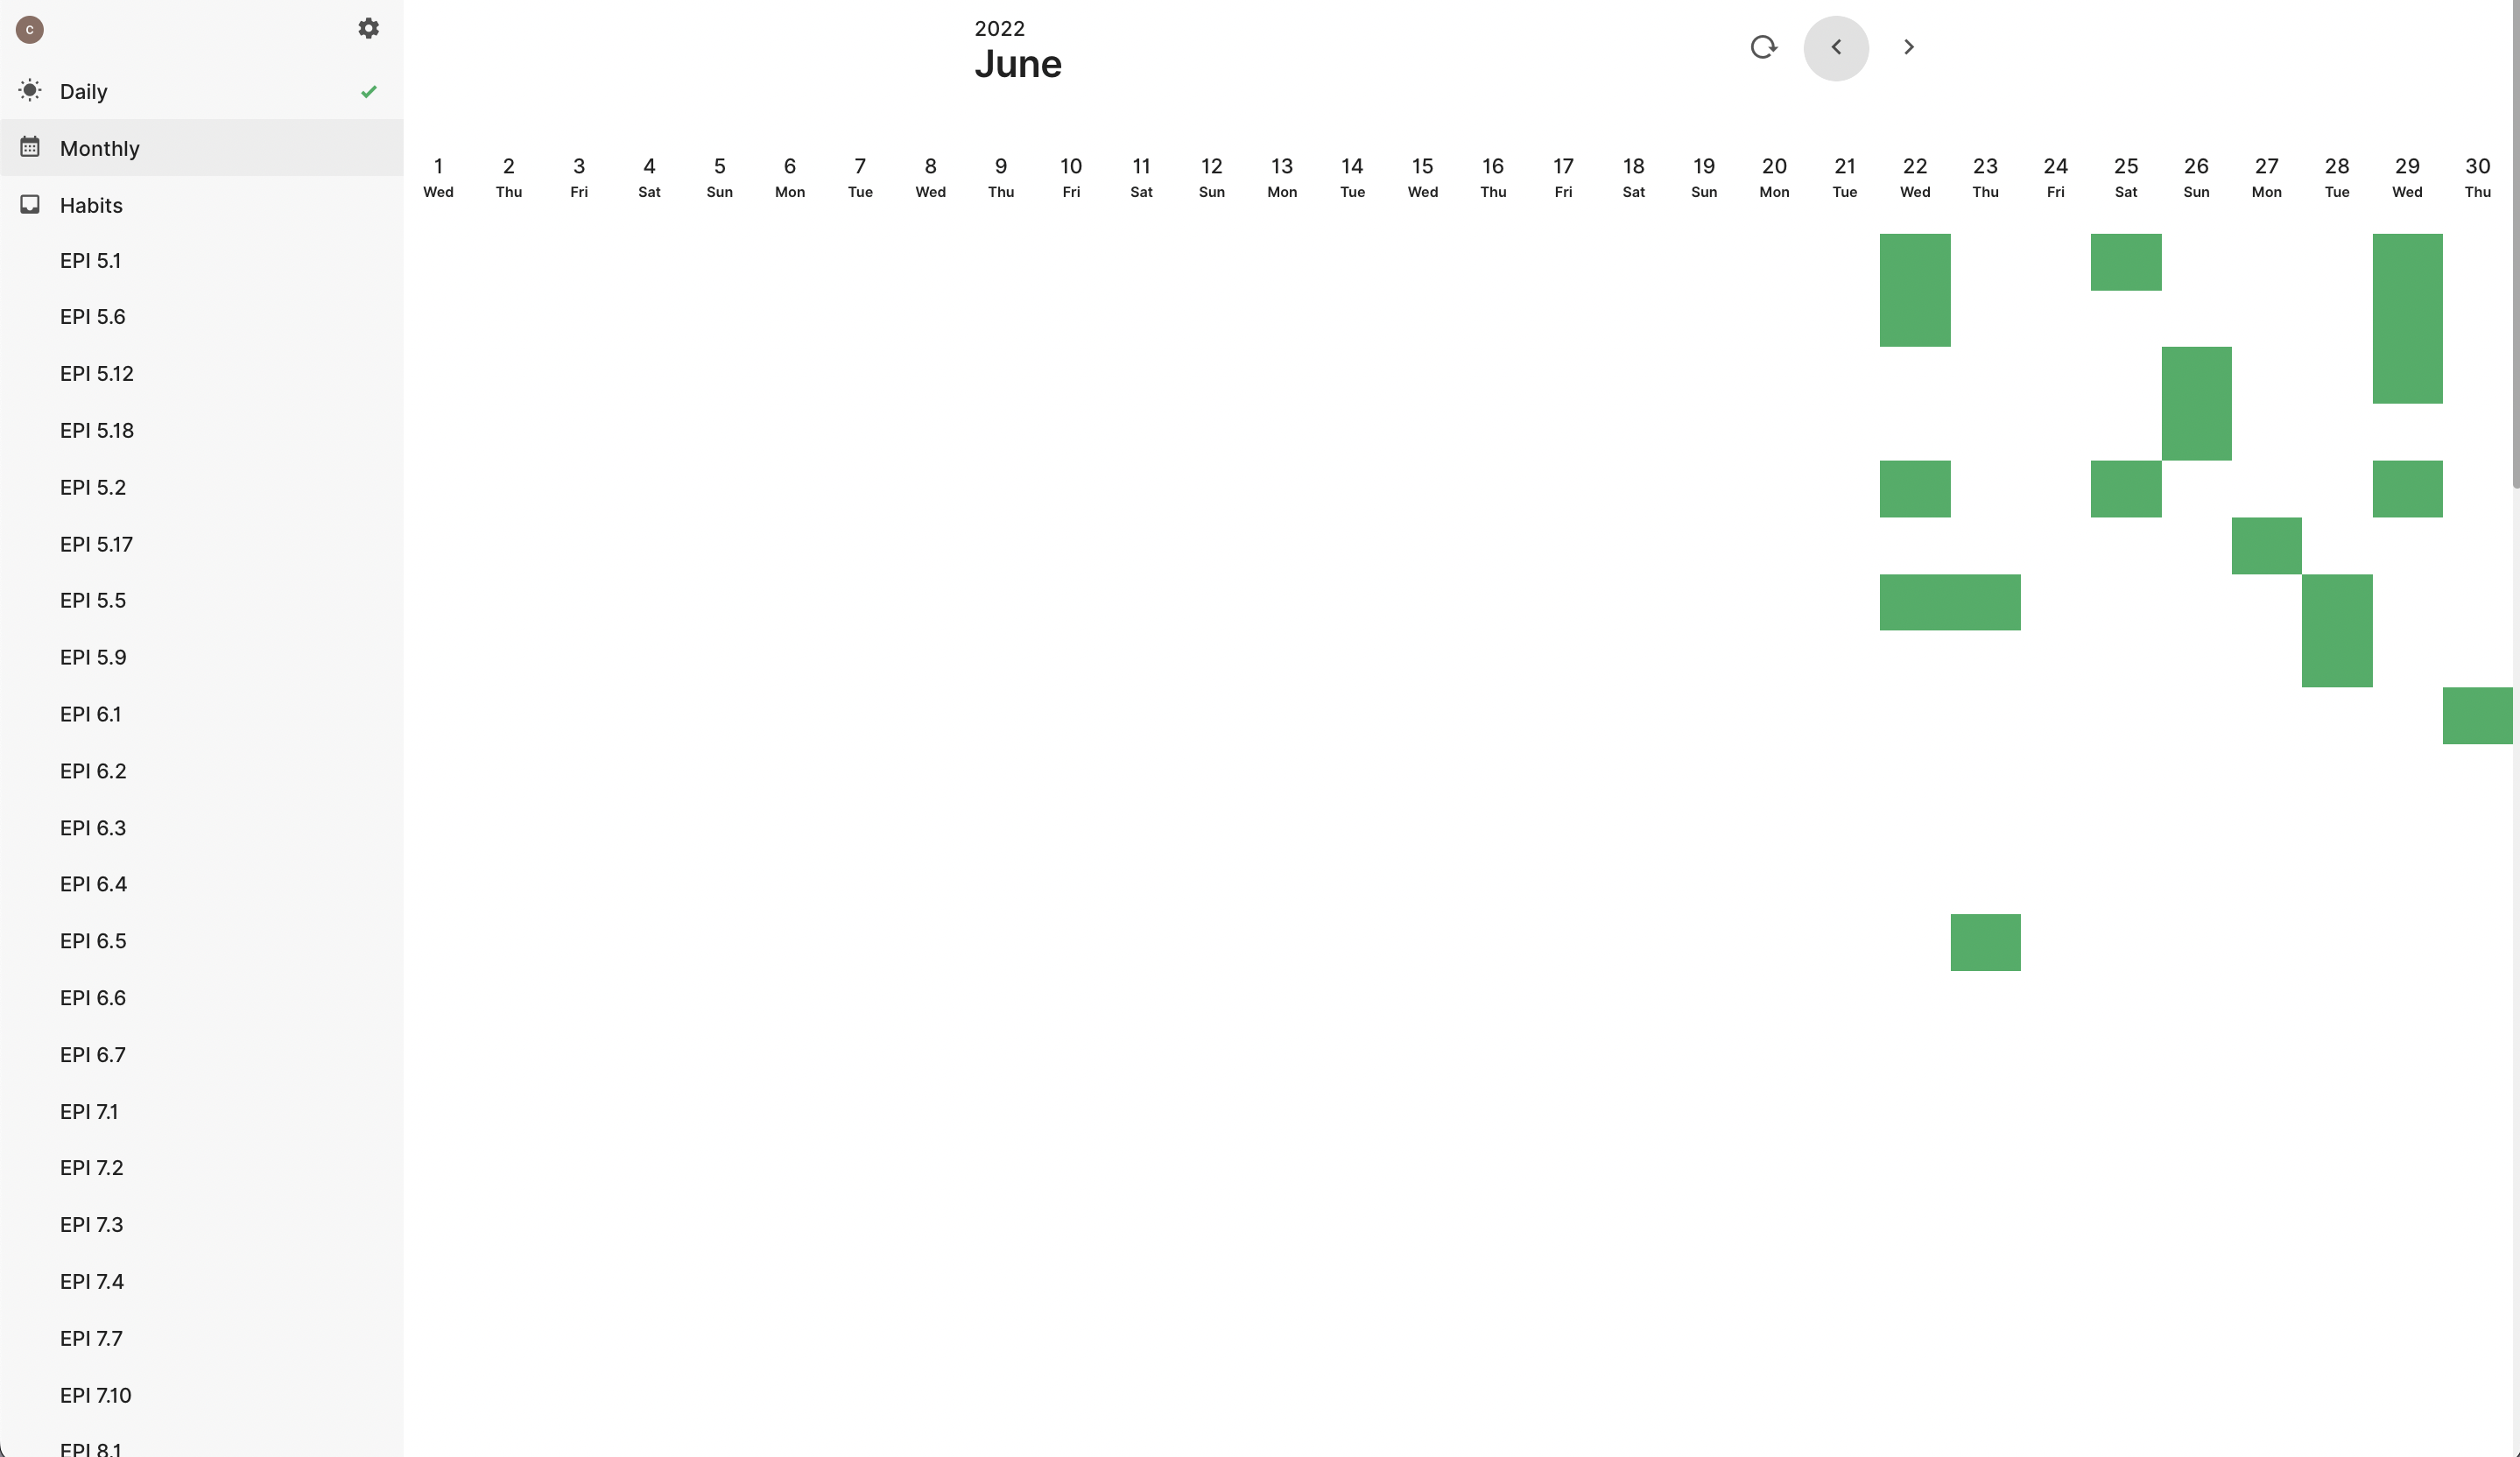 C
2022
June
Daily
Monthly
Habits
1 2 3 4 5 6 7 8 9 10 11 12 13 14 15 16 17 18 19 20 21 22 23 24 25 26 27 28 29 30
Wed Thu Fri Sat Sun Mon Tue Wed Thu Fri Sat Sun Mon Tue Wed Thu Fri Sat Sun Mon Tue Wed Thu Fri Sat Sun Mon Tue Wed Thu
EPI 5.1
EPI 5.6
EPI 5.12
EPI 5.18
EPI 5.2
EPI 5.17
EPI 5.5
EPI 5.9
EPI 6.1
EPI 6.2
EPI 6.3
EPI 6.4
EPI 6.5
EPI 6.6
EPI 6.7
EPI 7.1
EPI 7.2
EPI 7.3
EPI 7.4
EPI 7.7
EPI 7.10
EPI 8.1